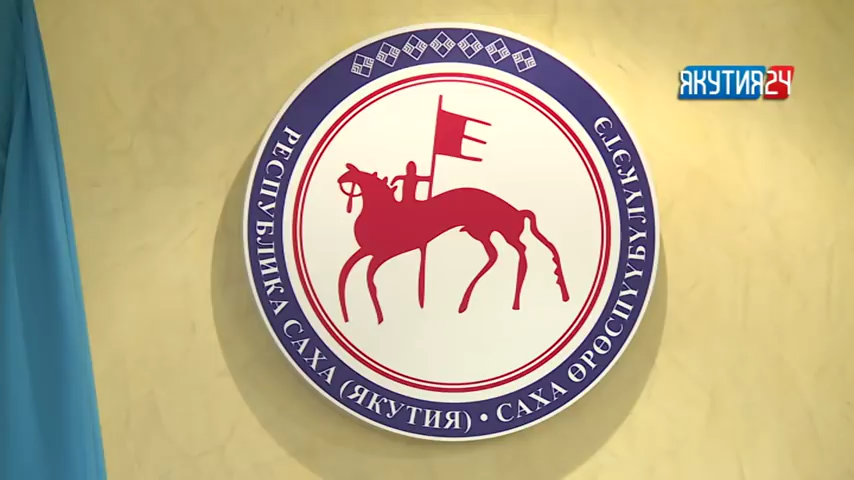 ЯКУТИЯ24
РЕСПУБЛИКА САХА (ЯКУТИЯ) • САХА ӨРӨСПҮҮБҮЛҮКЭТЭ